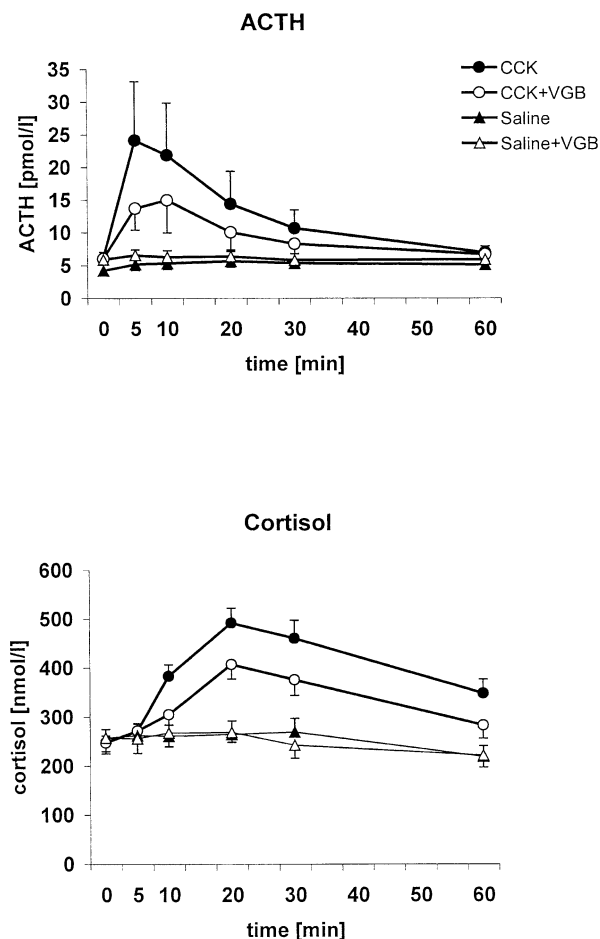 ACTH
CCK
CCK+VGB
Saline
Saline+VGB
ACTH [pmol/l]
35
30
25
20
15
10
5
0
0 5 10 20 30 40 50 60
time [min]
Cortisol
cortisol [nmol/l]
600
500
400
300
200
100
0
0 5 10 20 30 40 50 60
time [min]